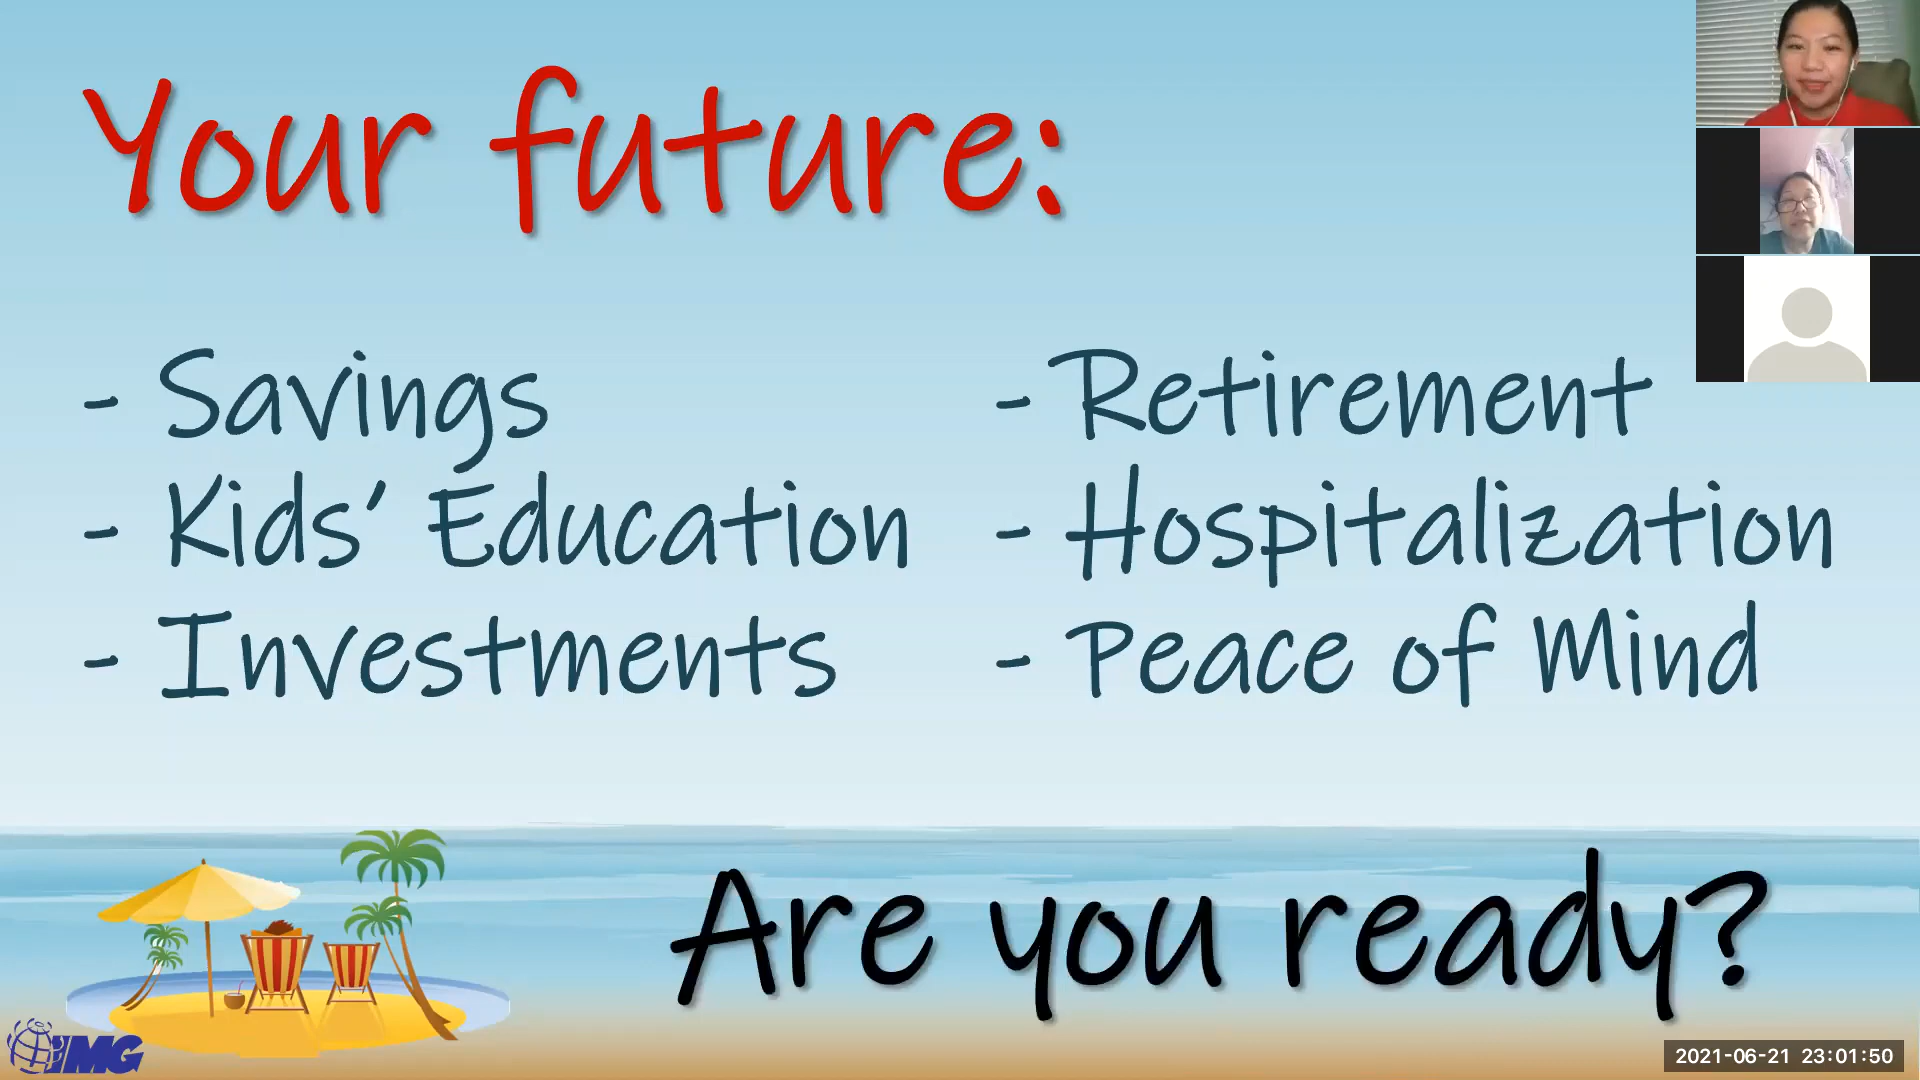 Your future:
- Savings
- Kids' Education
- Investments
- Retirement
- Hospitalization
- Peace of Mind
Are you ready?
IMG
2021-06-21 23:01:50